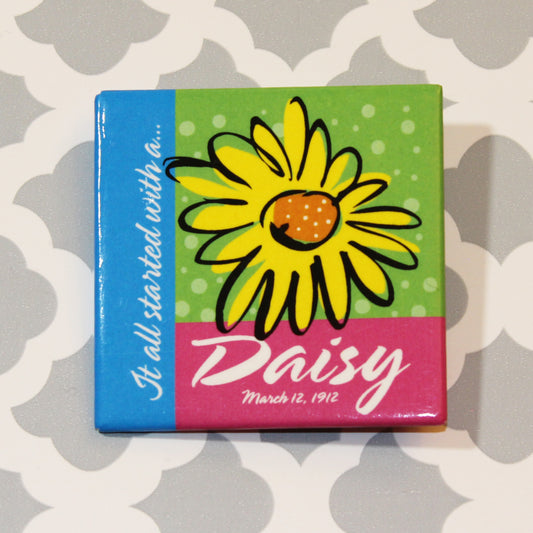 It all started with a...
Daisy
March 12, 1912